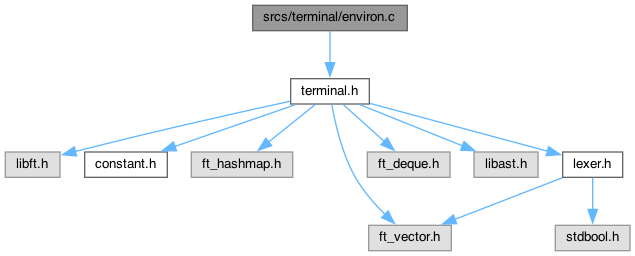 srcs/terminal/environ.c
terminal.h
libft.h
constant.h
ft_hashmap.h
ft_deque.h
libast.h
lexer.h
ft_vector.h
stdbool.h